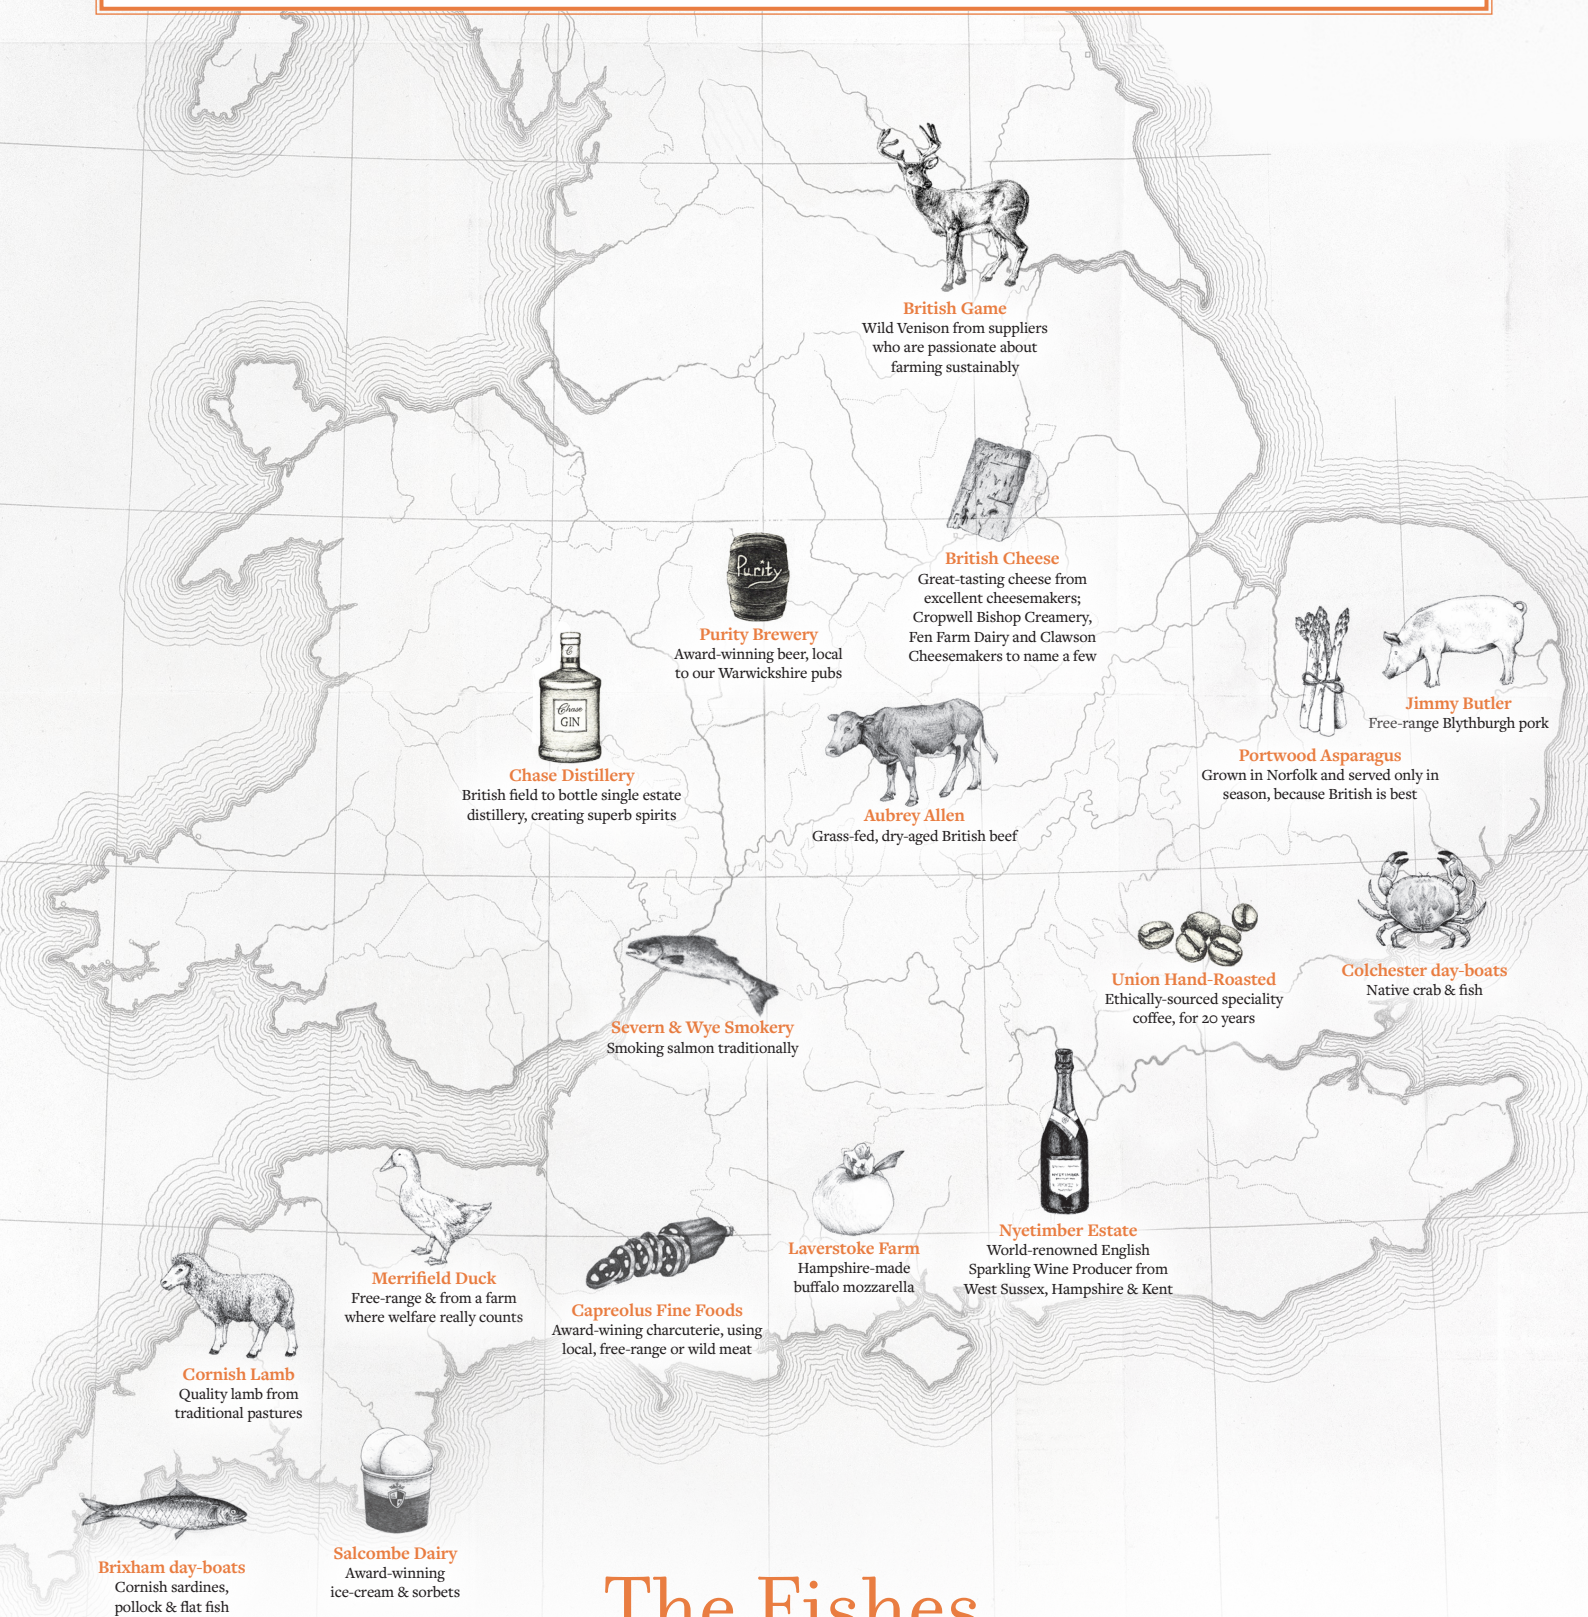 British Game
Wild Venison from suppliers
who are passionate about
farming sustainably
British Cheese
Great-tasting cheese from
excellent cheesemakers;
Cropwell Bishop Creamery,
Fen Farm Dairy and Clawson
Cheesemakers to name a few
Purity
Purity Brewery
Award-winning beer, local
to our Warwickshire pubs
Jimmy Butler
Free-range Blythburgh pork
Chase
GIN
Chase Distillery
British field to bottle single estate
distillery, creating superb spirits
Portwood Asparagus
Grown in Norfolk and served only in
season, because British is best
Aubrey Allen
Grass-fed, dry-aged British beef
Union Hand-Roasted
Ethically-sourced speciality
coffee, for 20 years
Colchester day-boats
Native crab & fish
Severn & Wye Smokery
Smoking salmon traditionally
Nyetimber Estate
World-renowned English
Sparkling Wine Producer from
West Sussex, Hampshire & Kent
Laverstoke Farm
Hampshire-made
buffalo mozzarella
Merrifield Duck
Free-range & from a farm
where welfare really counts
Capreolus Fine Foods
Award-wining charcuterie, using
local, free-range or wild meat
Cornish Lamb
Quality lamb from
traditional pastures
Salcombe Dairy
Award-winning
ice-cream & sorbets
Brixham day-boats
Cornish sardines,
pollock & flat fish
The Fishes